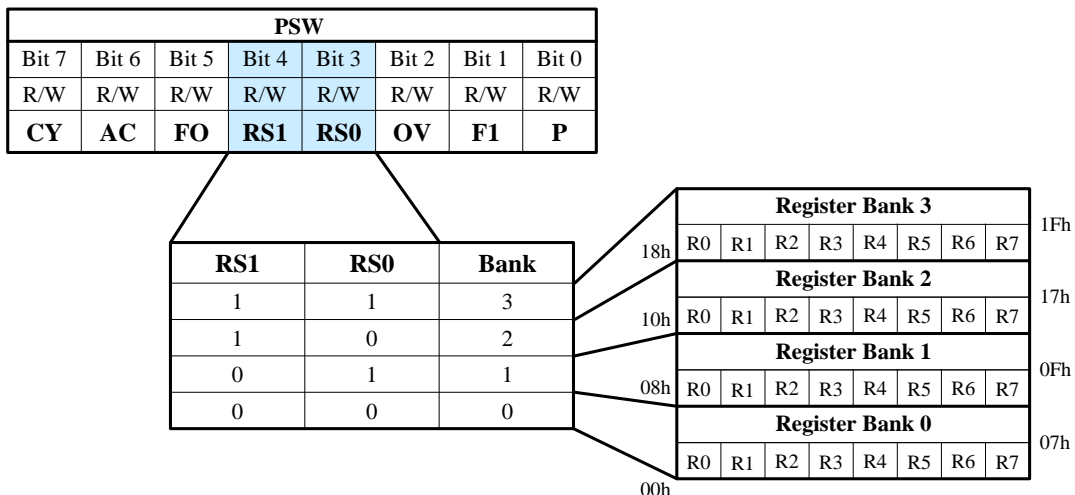 PSW
Bit 7 Bit 6 Bit 5 Bit 4 Bit 3 Bit 2 Bit 1 Bit 0
R/W R/W R/W R/W R/W R/W R/W R/W
CY AC FO RS1 RS0 OV F1 P
RS1 RS0 Bank
1 1 3
1 0 2
0 1 1
0 0 0
Register Bank 3
1Fh
18h R0 R1 R2 R3 R4 R5 R6 R7
Register Bank 2
17h
10h R0 R1 R2 R3 R4 R5 R6 R7
Register Bank 1
0Fh
08h R0 R1 R2 R3 R4 R5 R6 R7
Register Bank 0
07h
R0 R1 R2 R3 R4 R5 R6 R7
00h